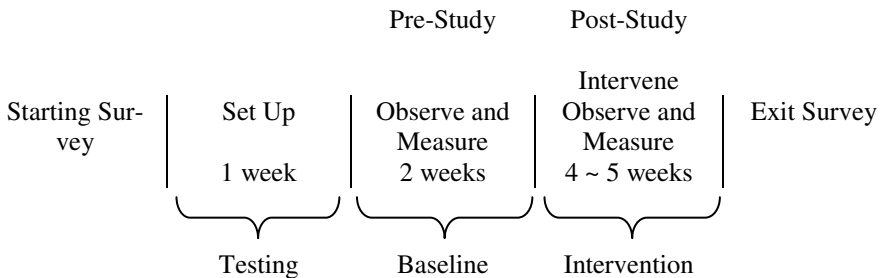 Pre-Study Post-Study
Intervene
Starting Sur- Set Up Observe and Observe and Exit Survey
vey Measure Measure
1 week 2 weeks 4 ~ 5 weeks
Testing Baseline Intervention